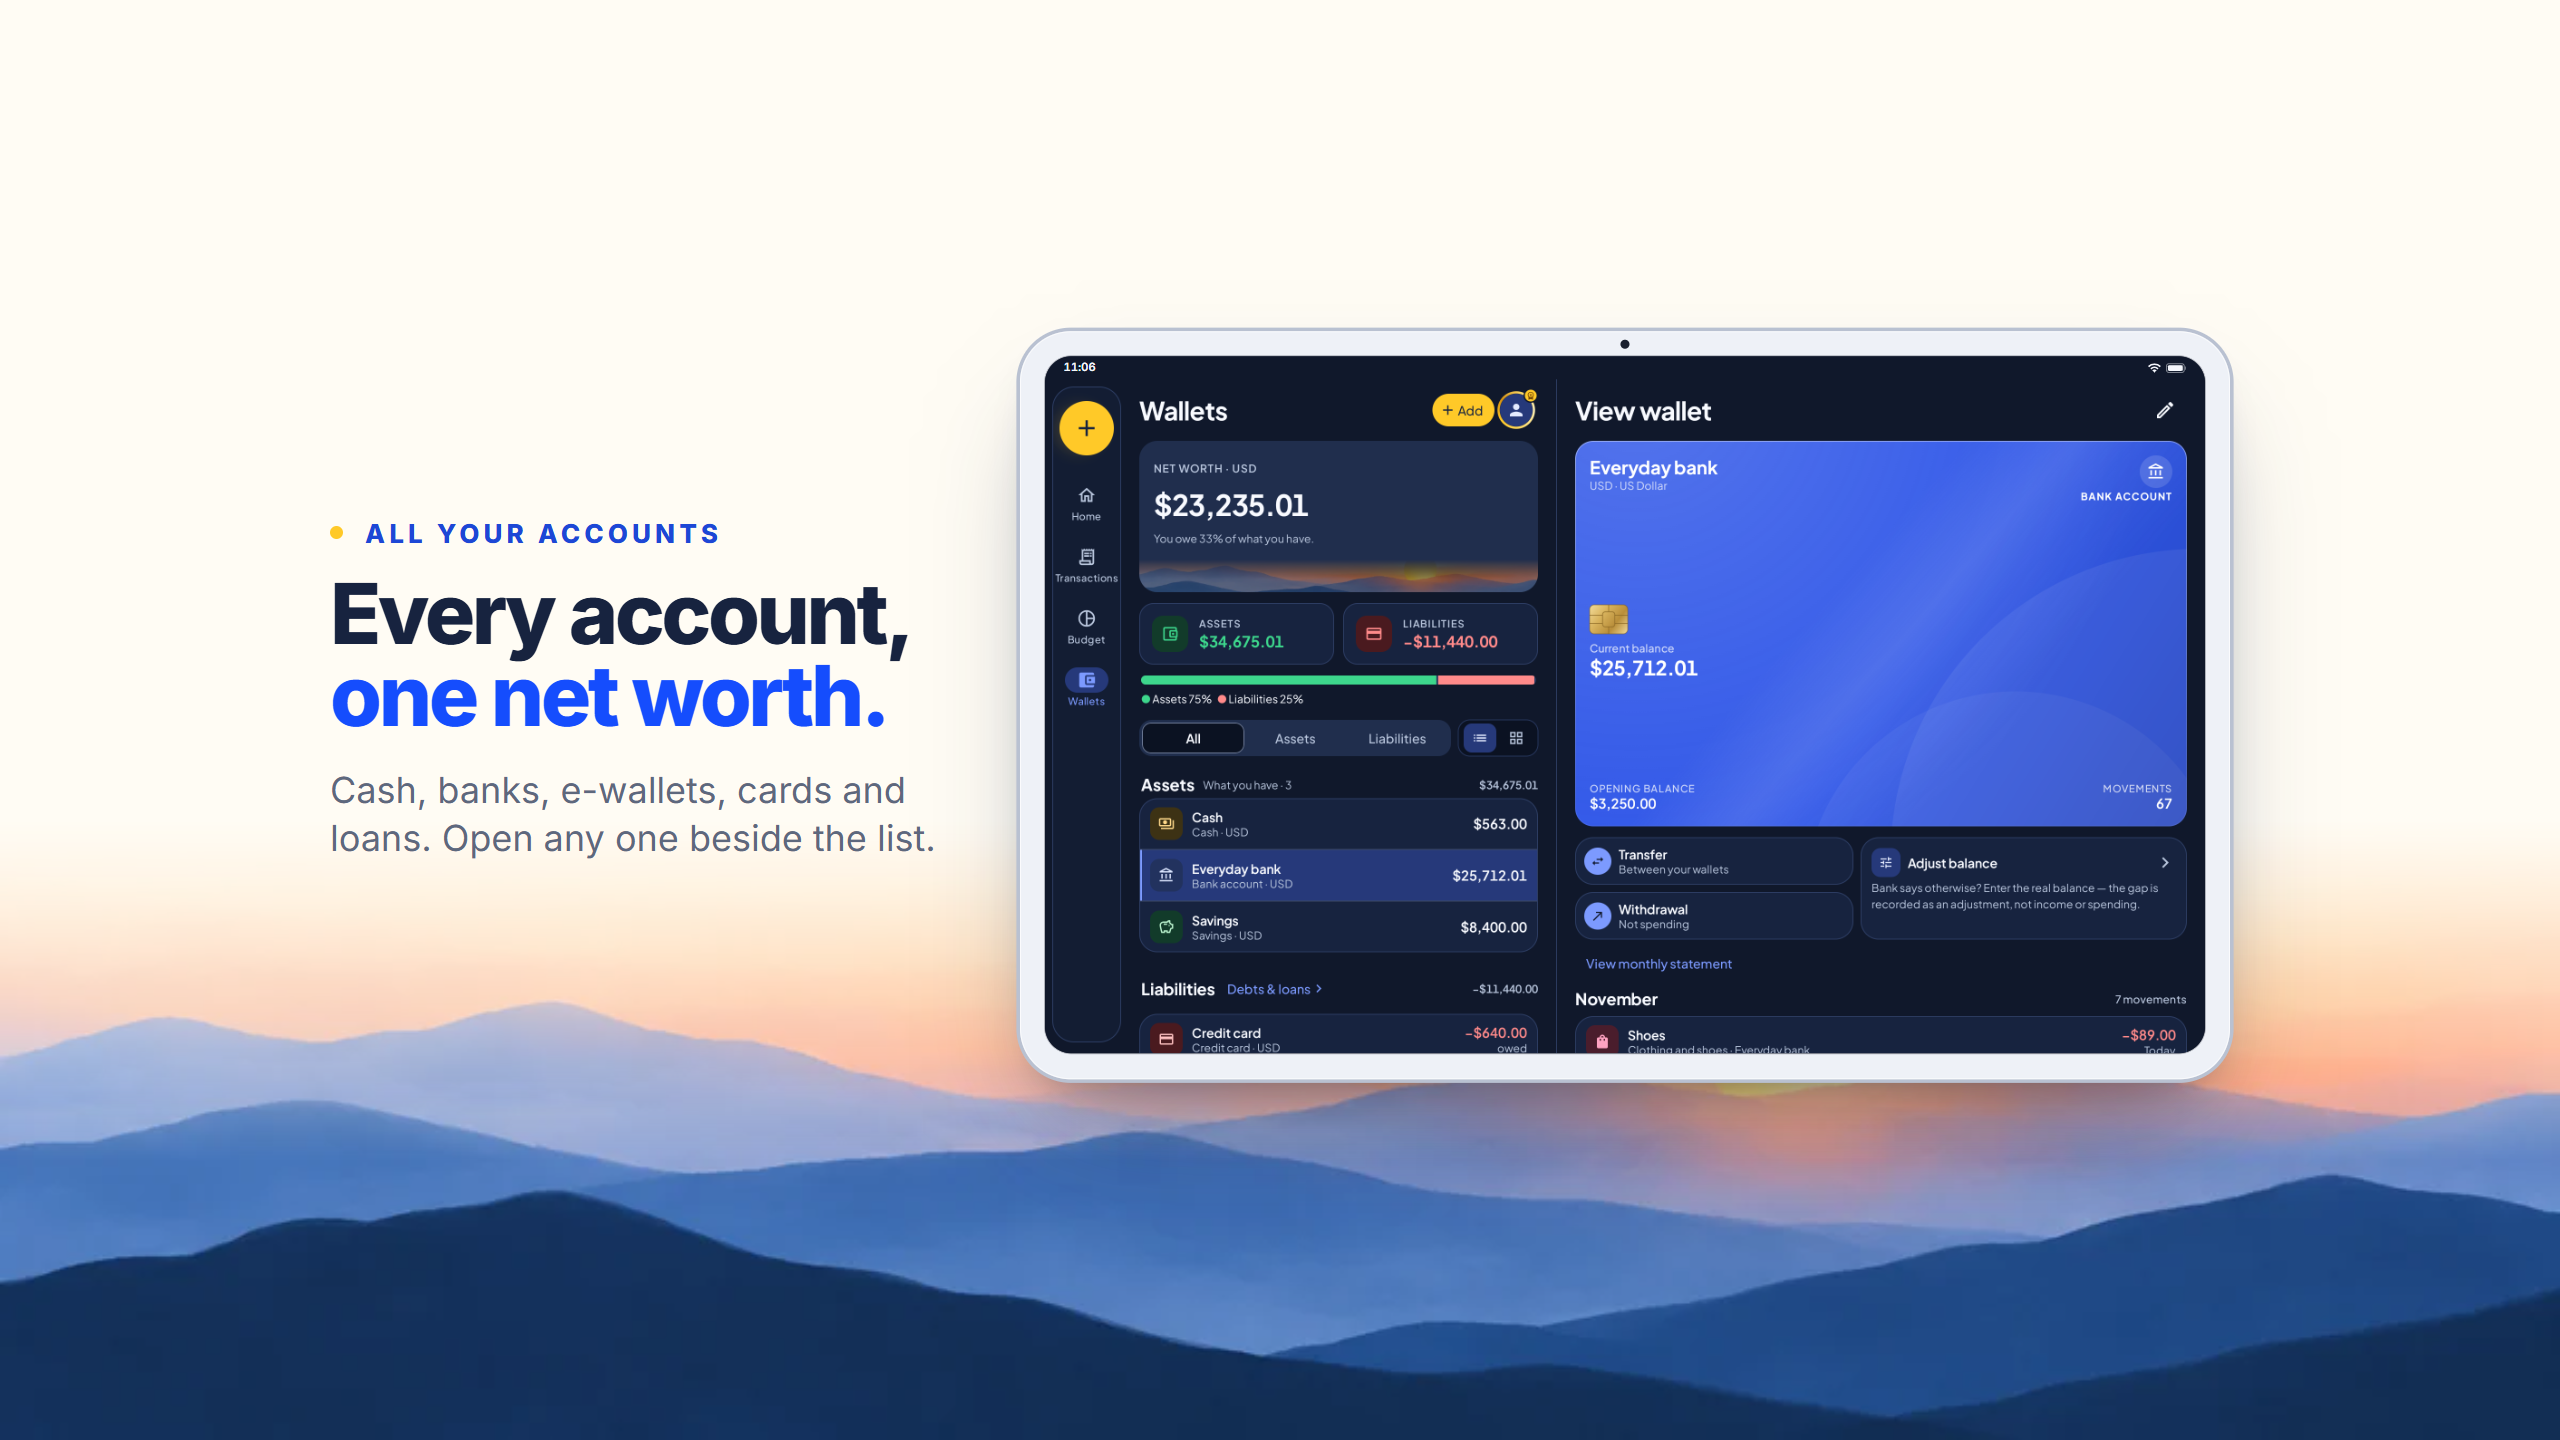 ALL YOUR ACCOUNTS
Every account,
one net worth.
Cash, banks, e-wallets, cards and
loans. Open any one beside the list.
11:06
Home
Transactions
Budget
Wallets
Wallets
+ Add
NET WORTH · USD
$23,235.01
You owe 33% of what you have.
ASSETS
$34,675.01
LIABILITIES
-$11,440.00
Assets 75% Liabilities 25%
All Assets Liabilities
Assets What you have · 3 $34,675.01
Cash
Cash · USD
$563.00
Everyday bank
Bank account · USD
$25,712.01
Savings
Savings · USD
$8,400.00
Liabilities Debts & loans -$11,440.00
Credit card
Credit card · USD
-$640.00
owed
View wallet
Everyday bank
USD · US Dollar
BANK ACCOUNT
Current balance
$25,712.01
OPENING BALANCE
$3,250.00
MOVEMENTS
67
Transfer
Between your wallets
Withdrawal
Not spending
Adjust balance
Bank says otherwise? Enter the real balance — the gap is
recorded as an adjustment, not income or spending.
View monthly statement
November 7 movements
Shoes
Clothing and shoes · Everyday bank
-$89.00
Today